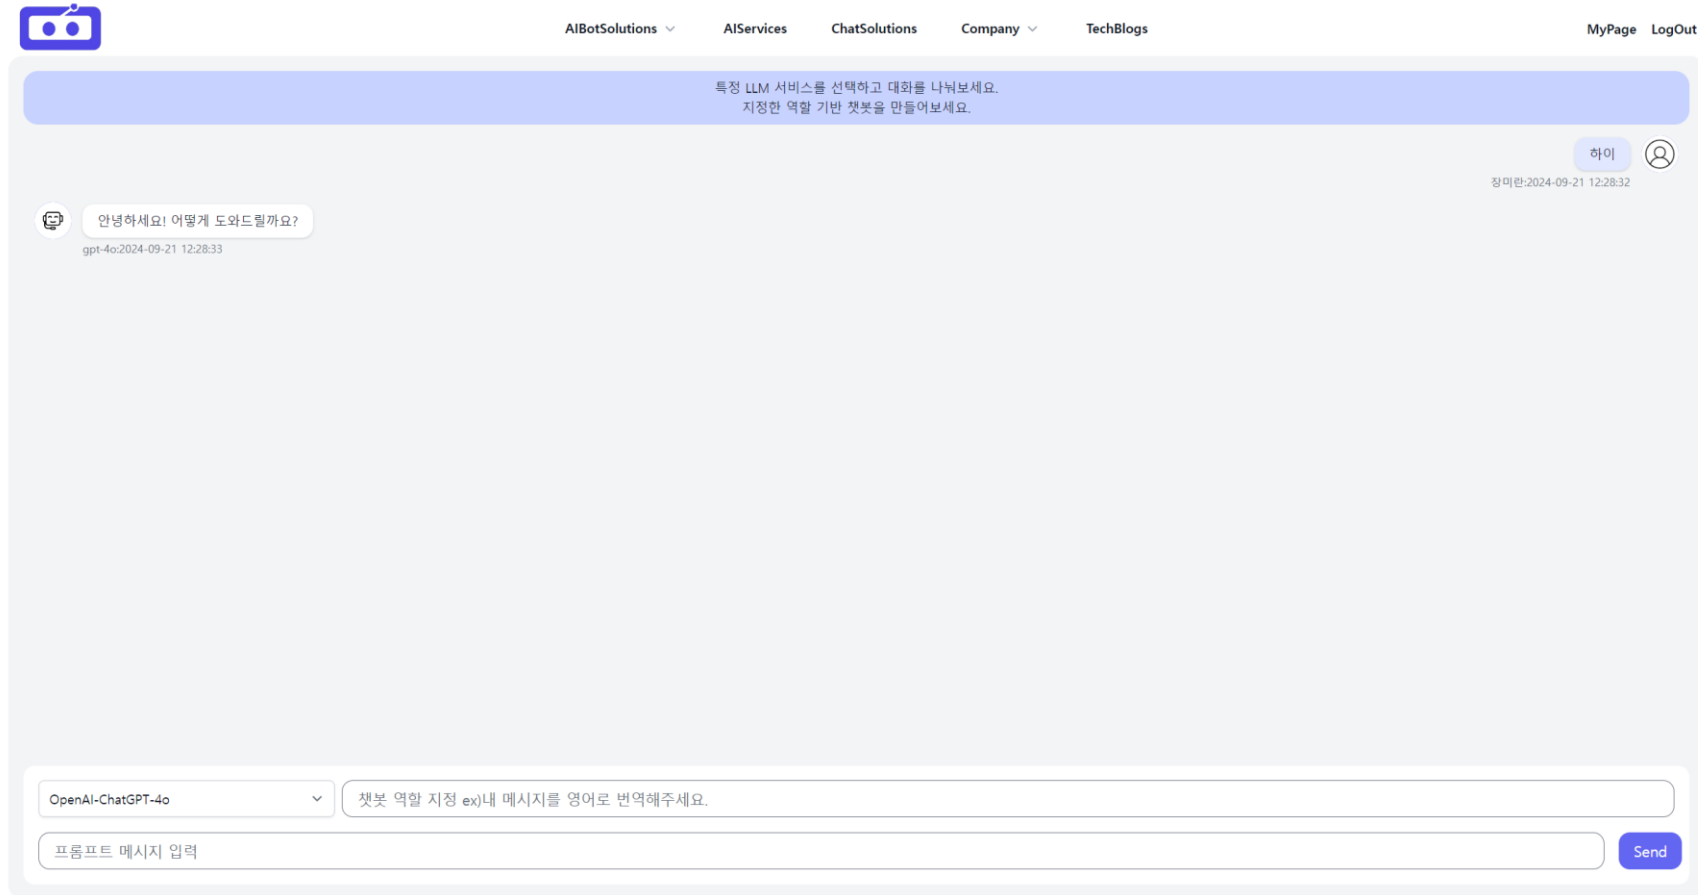 AIBotSolutions AIServices ChatSolutions Company TechBlogs MyPage LogOut
특정 LLM 서비스를 선택하고 대화를 나눠보세요.
지정한 역할 기반 챗봇을 만들어보세요.
하이
장미란:2024-09-21 12:28:32
안녕하세요! 어떻게 도와드릴까요?
gpt-4o:2024-09-21 12:28:33
OpenAI-ChatGPT-4o 챗봇 역할 지정 ex)내 메시지를 영어로 번역해주세요.
프롬프트 메시지 입력 Send